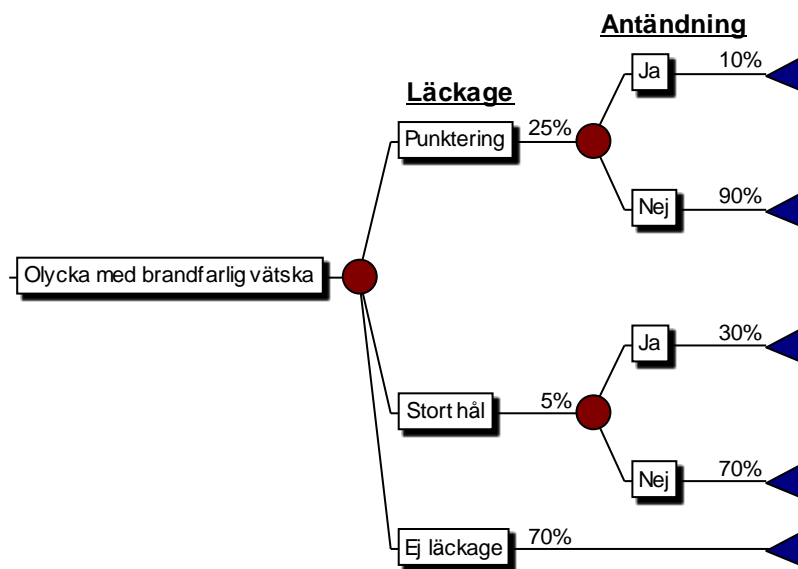 Antändning
Ja 10%
Läckage
Punktering 25%
Nej 90%
Olycka med brandfarlig vätska
Ja 30%
Stort hål 5%
Nej 70%
Ej läckage 70%